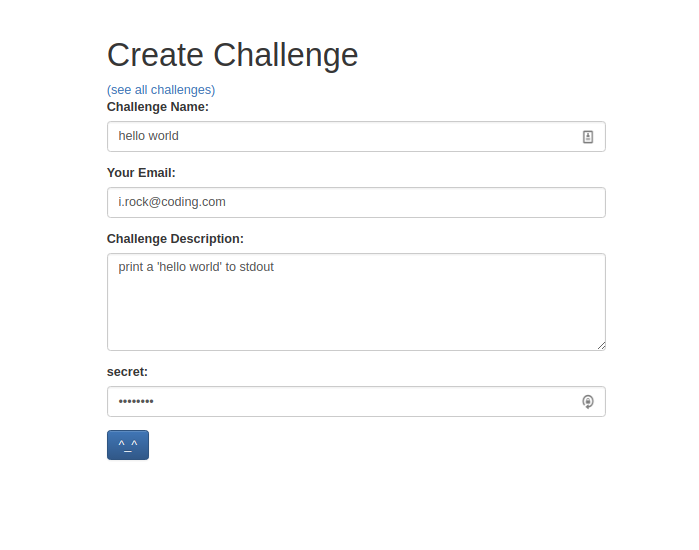 Create Challenge
(see all challenges)
Challenge Name:
hello world
Your Email:
i.rock@coding.com
Challenge Description:
print a 'hello world' to stdout
secret:
••••••••
^_^